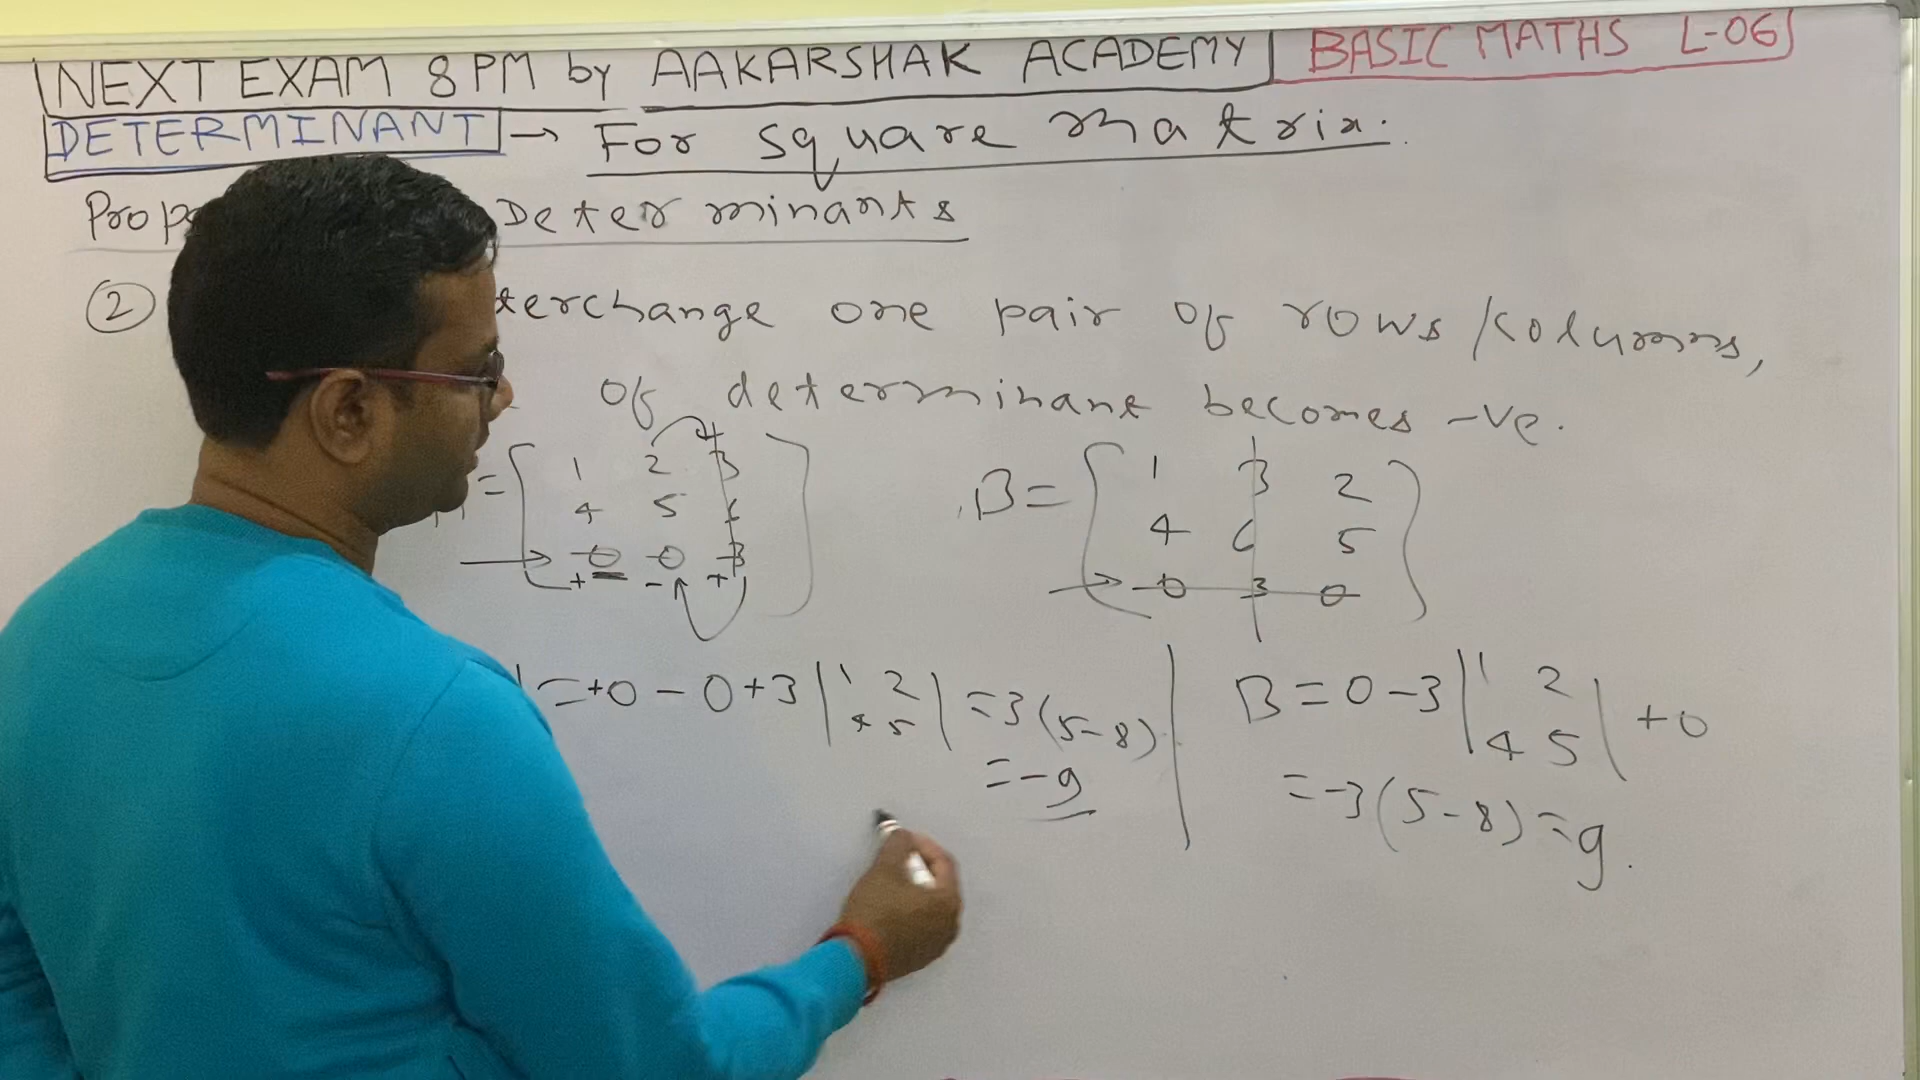 NEXT EXAM 8 PM by AAKARSHAK ACADEMY BASIC MATHS L-06
DETERMINANT → For square matrix.
Prop Determinants
② terchange one pair of rows/columns,
of determinant becomes -ve.
= [ 1 2 3
4 5 6
→ 0 0 3 ]
+ - +
B = [ 1 3 2
4 6 5
→ 0 3 0 ]
= +0 - 0 + 3 | 1 2
4 5 | = 3(5-8)
= -9
B = 0 - 3 | 1 2
4 5 | + 0
= -3(5-8) = 9.